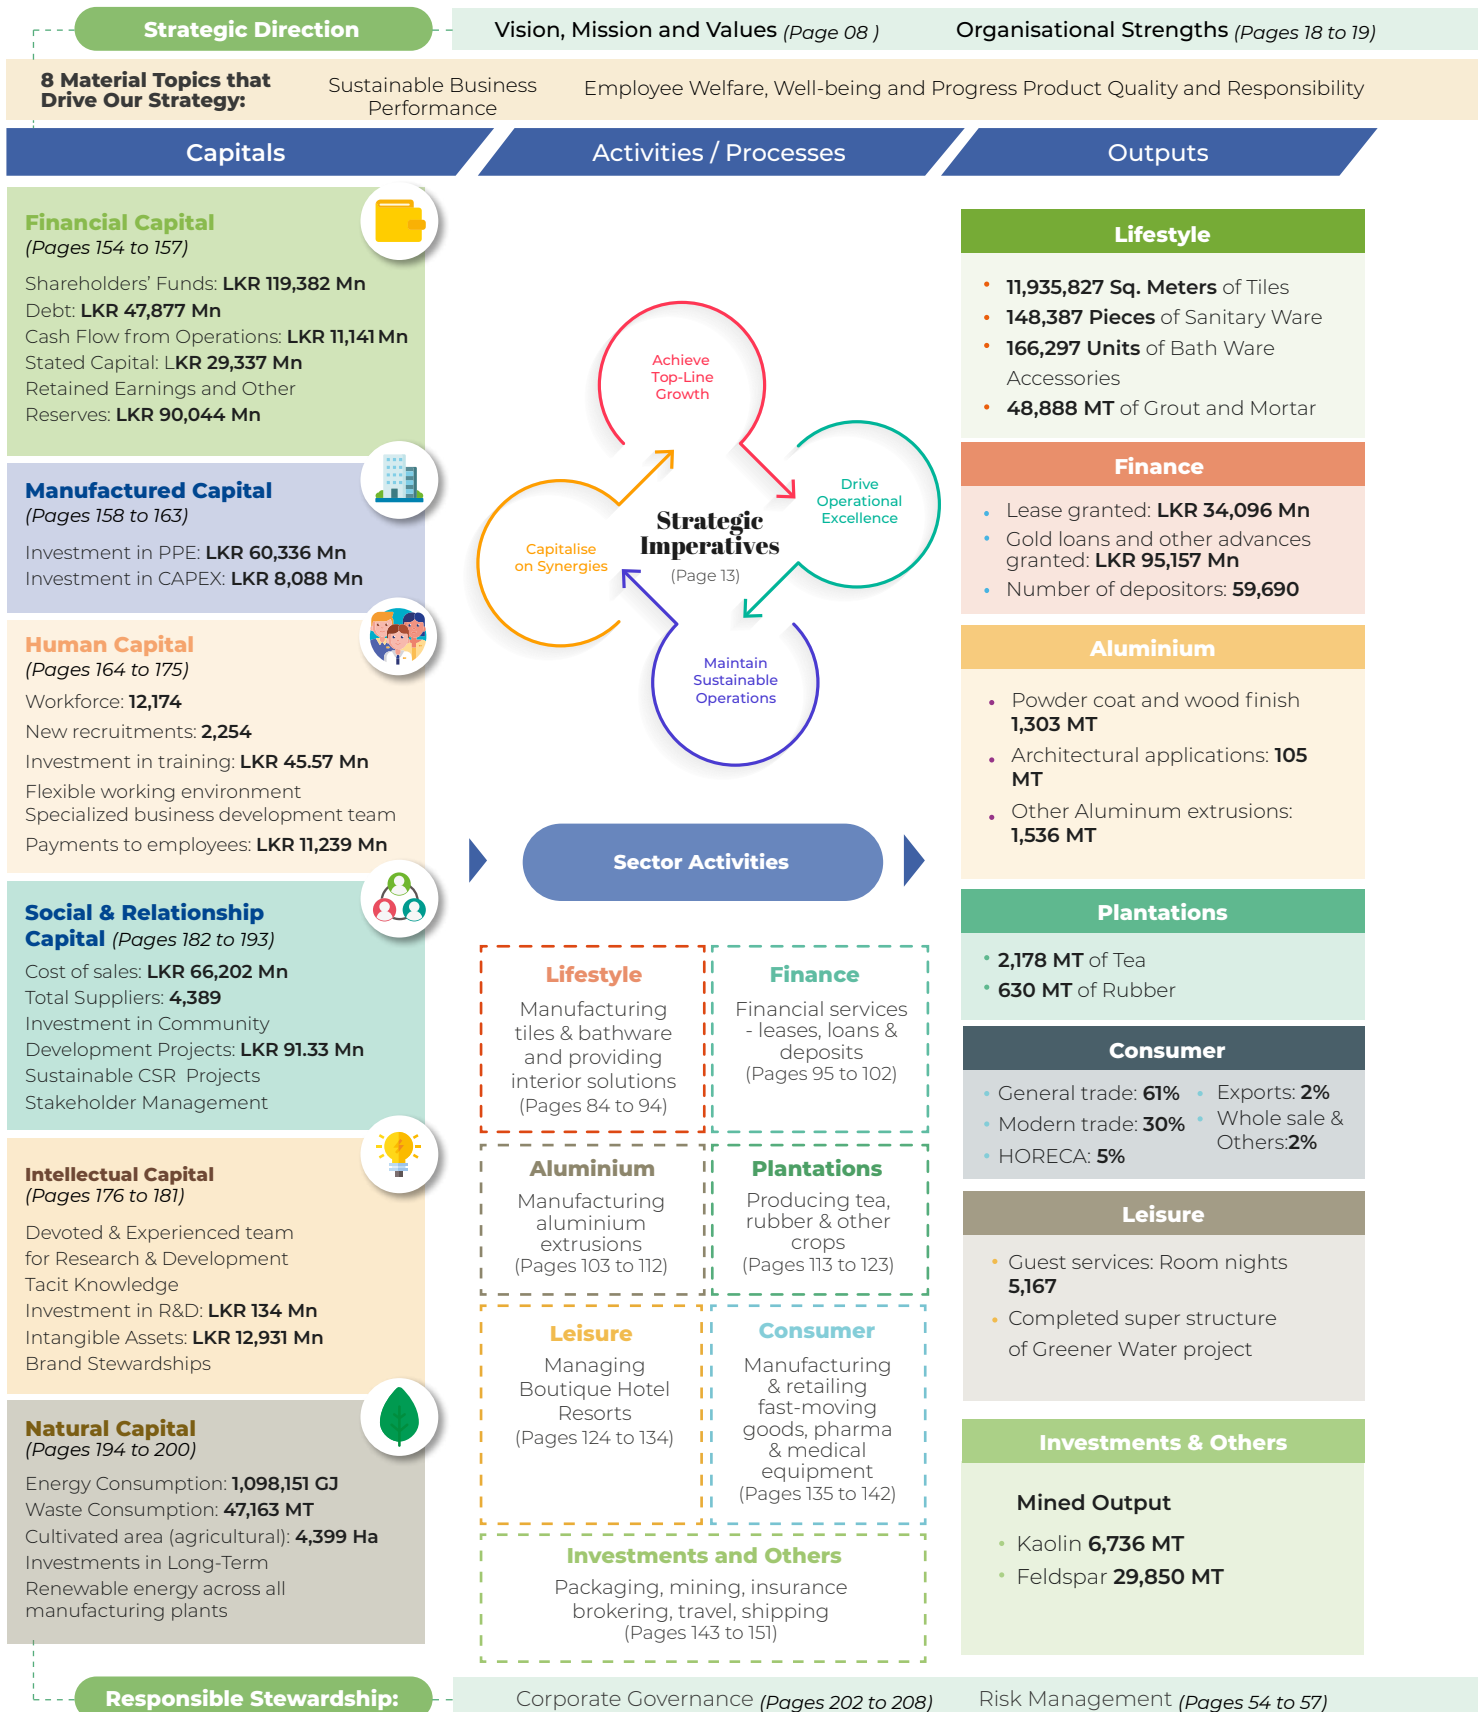 Strategic Direction
Vision, Mission and Values (Page 08 )
Organisational Strengths (Pages 18 to 19)
8 Material Topics that
Drive Our Strategy:
Sustainable Business
Performance
Employee Welfare, Well-being and Progress Product Quality and Responsibility
Capitals
Activities / Processes
Outputs
Financial Capital
(Pages 154 to 157)
Shareholders' Funds: LKR 119,382 Mn
Debt: LKR 47,877 Mn
Cash Flow from Operations: LKR 11,141 Mn
Stated Capital: LKR 29,337 Mn
Retained Earnings and Other
Reserves: LKR 90,044 Mn
Manufactured Capital
(Pages 158 to 163)
Investment in PPE: LKR 60,336 Mn
Investment in CAPEX: LKR 8,088 Mn
Human Capital
(Pages 164 to 175)
Workforce: 12,174
New recruitments: 2,254
Investment in training: LKR 45.57 Mn
Flexible working environment
Specialized business development team
Payments to employees: LKR 11,239 Mn
Social & Relationship
Capital (Pages 182 to 193)
Cost of sales: LKR 66,202 Mn
Total Suppliers: 4,389
Investment in Community
Development Projects: LKR 91.33 Mn
Sustainable CSR Projects
Stakeholder Management
Intellectual Capital
(Pages 176 to 181)
Devoted & Experienced team
for Research & Development
Tacit Knowledge
Investment in R&D: LKR 134 Mn
Intangible Assets: LKR 12,931 Mn
Brand Stewardships
Natural Capital
(Pages 194 to 200)
Energy Consumption: 1,098,151 GJ
Waste Consumption: 47,163 MT
Cultivated area (agricultural): 4,399 Ha
Investments in Long-Term
Renewable energy across all
manufacturing plants
Achieve
Top-Line
Growth
Drive
Operational
Excellence
Strategic
Imperatives
(Page 13)
Capitalise
on Synergies
Maintain
Sustainable
Operations
Sector Activities
Lifestyle
Manufacturing
tiles & bathware
and providing
interior solutions
(Pages 84 to 94)
Finance
Financial services
- leases, loans &
deposits
(Pages 95 to 102)
Aluminium
Manufacturing
aluminium
extrusions
(Pages 103 to 112)
Plantations
Producing tea,
rubber & other
crops
(Pages 113 to 123)
Leisure
Managing
Boutique Hotel
Resorts
(Pages 124 to 134)
Consumer
Manufacturing
& retailing
fast-moving
goods, pharma
& medical
equipment
(Pages 135 to 142)
Investments and Others
Packaging, mining, insurance
brokering, travel, shipping
(Pages 143 to 151)
Lifestyle
• 11,935,827 Sq. Meters of Tiles
• 148,387 Pieces of Sanitary Ware
• 166,297 Units of Bath Ware
Accessories
• 48,888 MT of Grout and Mortar
Finance
• Lease granted: LKR 34,096 Mn
• Gold loans and other advances
granted: LKR 95,157 Mn
• Number of depositors: 59,690
Aluminium
• Powder coat and wood finish
1,303 MT
• Architectural applications: 105
MT
• Other Aluminum extrusions:
1,536 MT
Plantations
• 2,178 MT of Tea
• 630 MT of Rubber
Consumer
• General trade: 61%
• Modern trade: 30%
• HORECA: 5%
• Exports: 2%
• Whole sale &
Others:2%
Leisure
• Guest services: Room nights
5,167
• Completed super structure
of Greener Water project
Investments & Others
Mined Output
• Kaolin 6,736 MT
• Feldspar 29,850 MT
Responsible Stewardship:
Corporate Governance (Pages 202 to 208)
Risk Management (Pages 54 to 57)